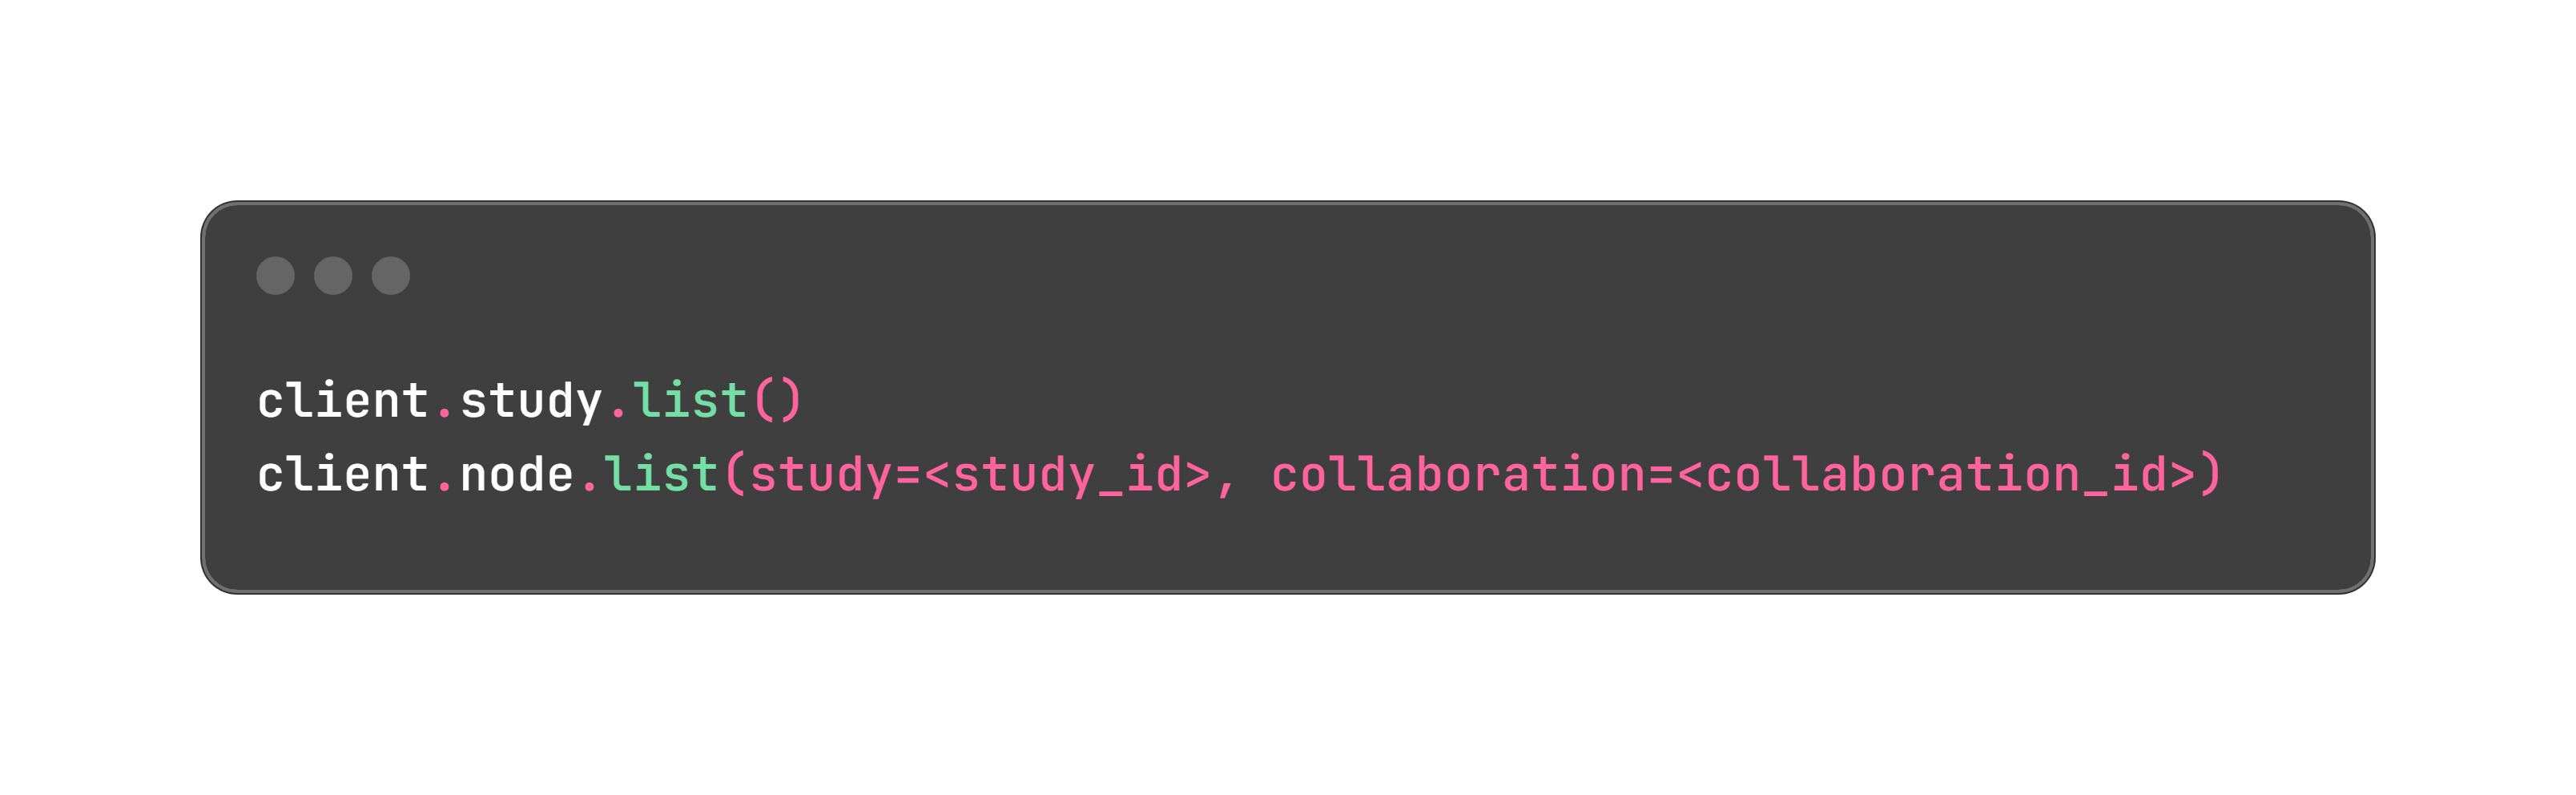 client.study.list()
client.node.list(study=<study_id>, collaboration=<collaboration_id>)